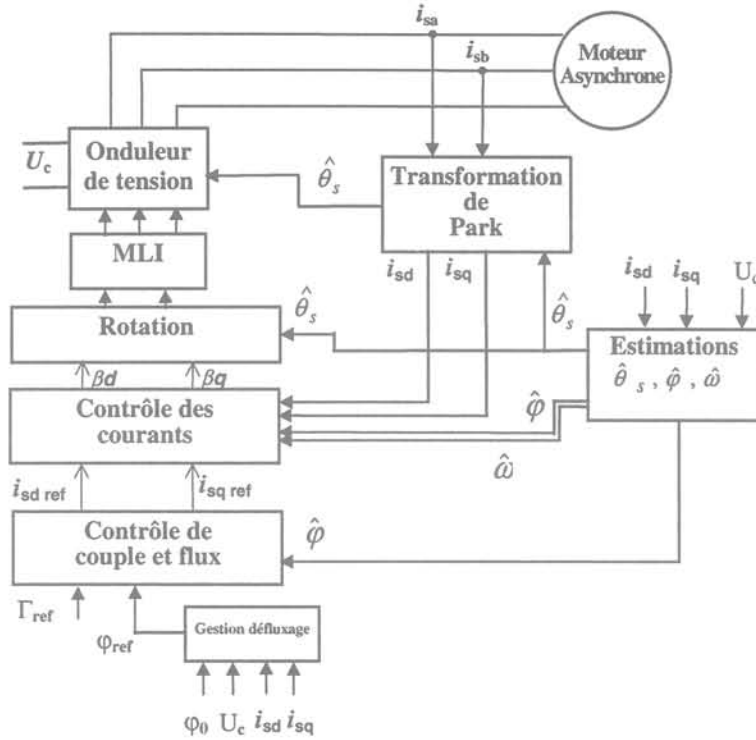 i_sa
i_sb
Moteur
Asynchrone
U_c
Onduleur
de tension
θ̂_s
Transformation
de
Park
MLI
i_sd
i_sq
θ̂_s
θ̂_s
i_sd
i_sq
U_c
Rotation
Estimations
θ̂_s , φ̂ , ω̂
βd
βq
Contrôle des
courants
φ̂
ω̂
i_sd ref
i_sq ref
Contrôle de
couple et flux
φ̂
Γ_ref
φ_ref
Gestion défluxage
φ_0 U_c i_sd i_sq